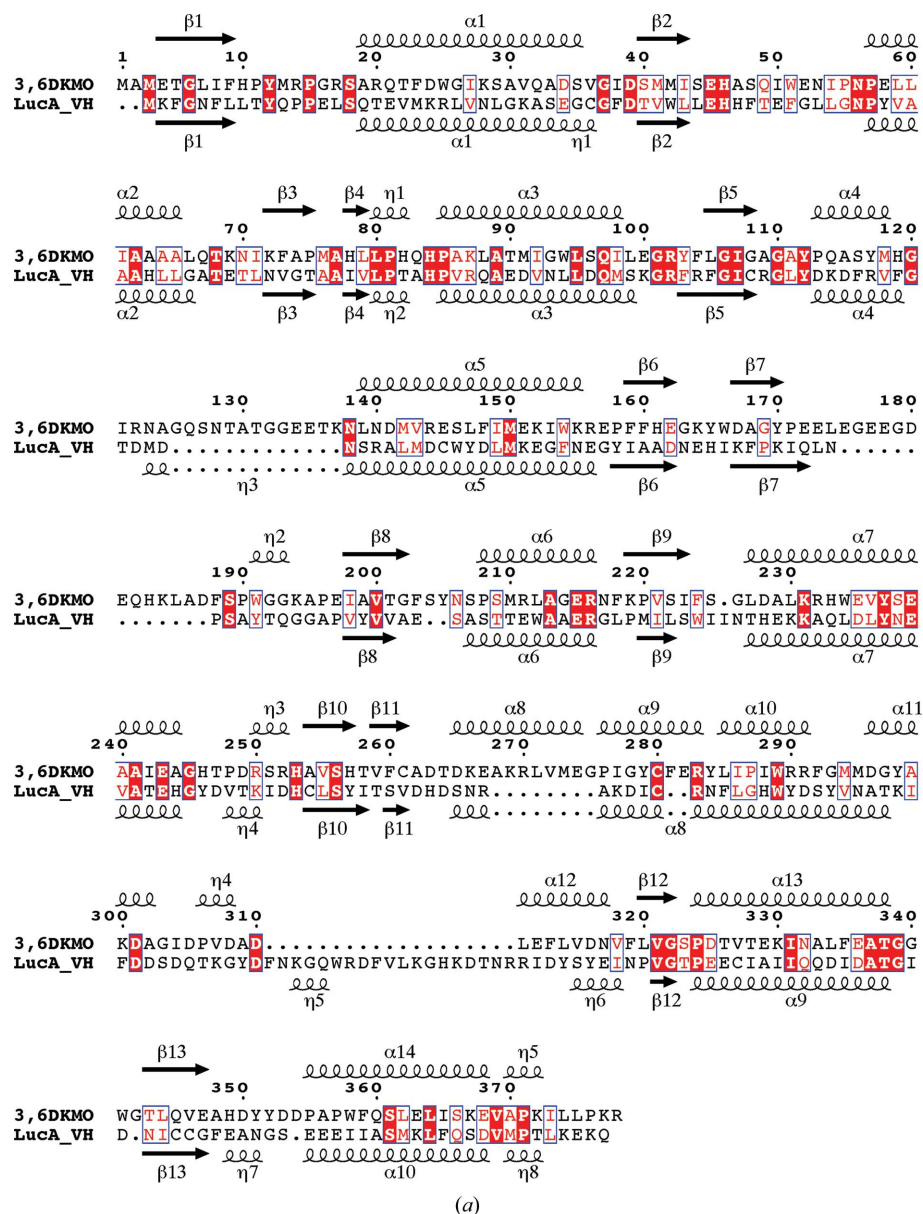 β1 α1 β2
1 10 20 30 40 50 60
3,6DKMO MAMETGLIFHPYMRPGRSARQTFDWGIKSAVQADSVGIDSMMISEHASQIWENIPNPELL
LucA_VH ..MKFGNFLLTYQPPELSQTEVMKRLVNLGKASEGCGFDTVWLLEHHFTEFGLLGNPYVA
β1 α1 η1 β2
α2 β3 β4 η1 α3 β5 α4
70 80 90 100 110 120
3,6DKMO IAAAALQTKNIKFAPMAHLLPHQHPAKLATMIGWLSQILEGRYFLGIGAGAYPQASYMHG
LucA_VH AAHLLGATETLNVGTAAIVLPTAHPVRQAEDVNLLDQMSKGRFRFGICRGLYDKDFRVFG
α2 β3 β4 η2 α3 β5 α4
α5 β6 β7
130 140 150 160 170 180
3,6DKMO IRNAGQSNTATGGEETKNLNDMVRESLFIMEKIWKREPFFHEGKYWDAGYPEELEGEEGD
LucA_VH TDMD.............NSRALMDCWYDLMKEGFNEGYIAADNEHIKFPKIQLN......
η3 α5 β6 β7
η2 β8 α6 β9 α7
190 200 210 220 230
3,6DKMO EQHKLADFSPWGGKAPEIAVTGFSYNSPSMRLAGERNFKPVSIFS.GLDALKRHWEVYSE
LucA_VH .......PSAYTQGGAPVYVVAE..SASTTEWAAERGLPMILSWIINTHEKKAQLDLYNE
β8 α6 β9 α7
η3 β10 β11 α8 α9 α10 α11
240 250 260 270 280 290
3,6DKMO AAIEAGHTPDRSRHAVSHTVFCADTDKEAKRLVMEGPIGYCFERYLIPIWRRFGMMDGYA
LucA_VH VATEHGYDVTKIDHCLSYITSVDHDSNR........AKDIC..RNFLGHWYDSYVNATKI
η4 β10 β11 α8
η4 α12 β12 α13
300 310 320 330 340
3,6DKMO KDAGIDPVDAD...................LEFLVDNVFLVGSPDTVTEKINALFEATGG
LucA_VH FDDSDQTKGYDFNKGQWRDFVLKGHKDTNRRIDYSYEINPVGTPEECIAIIQQDIDATGI
η5 η6 β12 α9
β13 α14 η5
350 360 370
3,6DKMO WGTLQVEAHDYYDDPAPWFQSLELISKEVAPKILLPKR
LucA_VH D.NICCGFEANGS.EEEIIASMKLFQSDVMPTLKEKQ
β13 η7 α10 η8
(a)